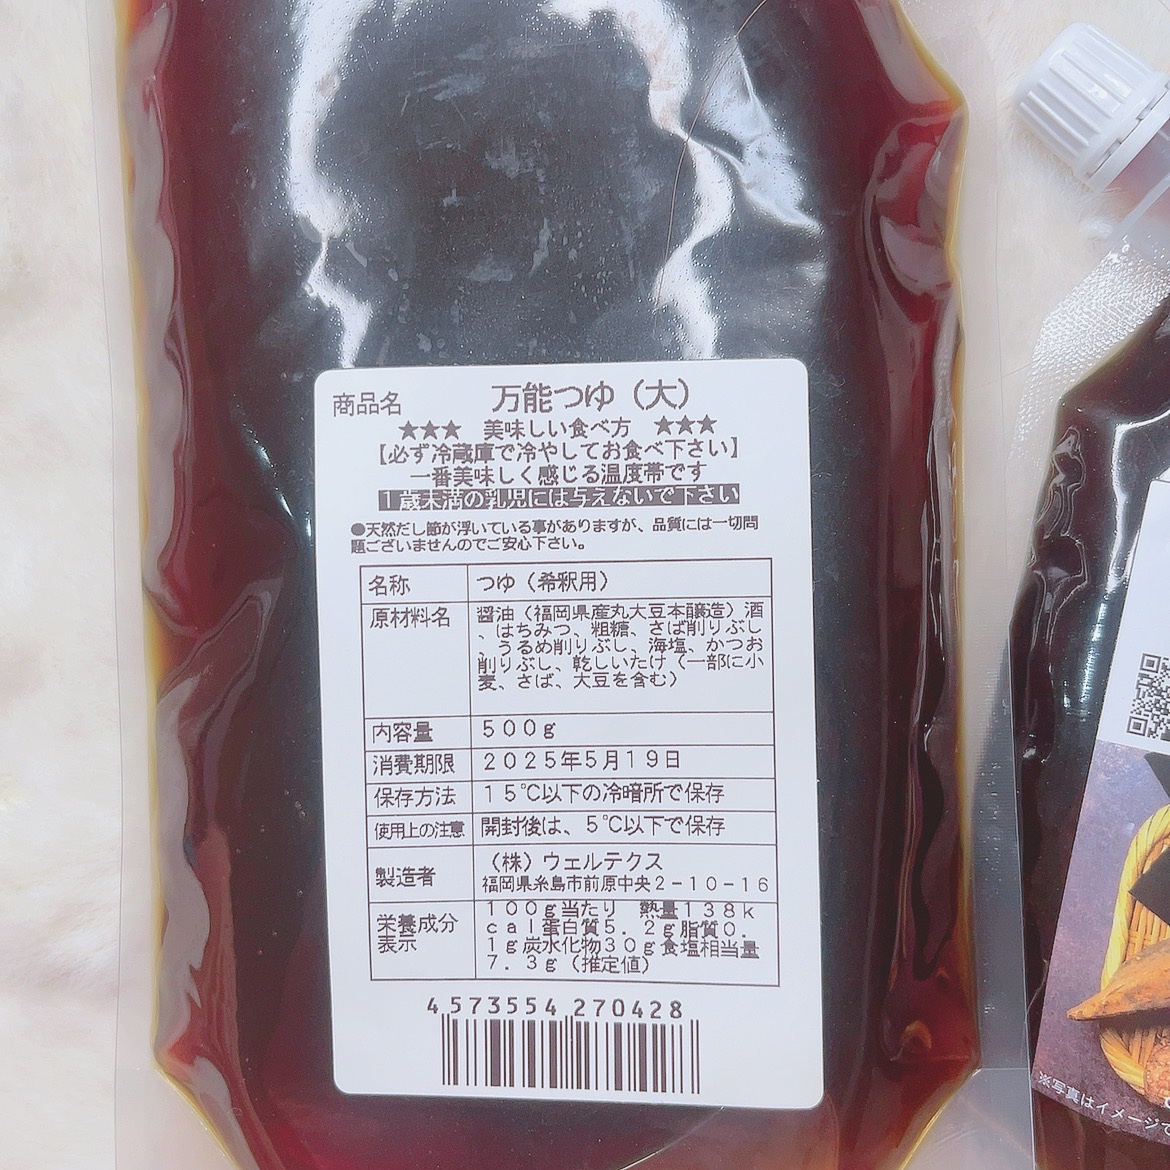 商品名 万能つゆ（大）
★★★ 美味しい食べ方 ★★★
【必ず冷蔵庫で冷やしてお食べ下さい】
一番美味しく感じる温度帯です
１歳未満の乳児には与えないで下さい
●天然だし節が浮いている事がありますが、品質には一切問
題ございませんのでご安心下さい。
名称 つゆ（希釈用）
原材料名 醤油（福岡県産丸大豆本醸造）酒
、はちみつ、粗糖、さば削りぶし
、うるめ削りぶし、海塩、かつお
削りぶし、乾しいたけ（一部に小
麦、さば、大豆を含む）
内容量 ５００ｇ
消費期限 ２０２５年５月１９日
保存方法 １５℃以下の冷暗所で保存
使用上の注意 開封後は、５℃以下で保存
製造者 （株）ウェルテクス
福岡県糸島市前原中央２－１０－１６
栄養成分
表示
１００ｇ当たり 熱量１３８ｋ
ｃａｌ蛋白質５．２ｇ脂質０．
１ｇ炭水化物３０ｇ食塩相当量
７．３ｇ（推定値）
4 573554 270428
※写真はイメージで